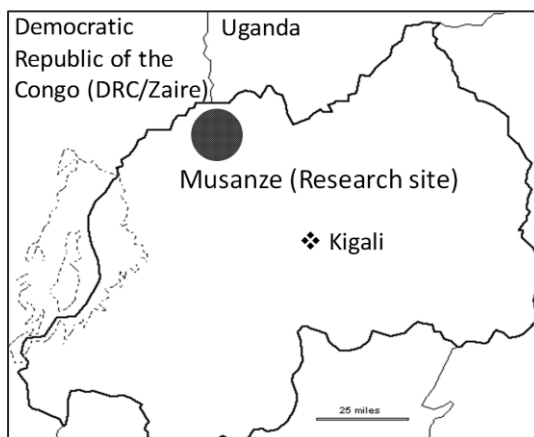 Democratic
Republic of the
Congo (DRC/Zaire)
Uganda
Musanze (Research site)
Kigali
25 miles